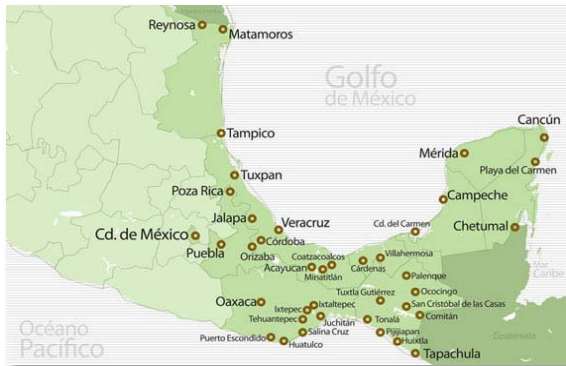 Reynosa
Matamoros
Golfo
de México
Cancún
Tampico
Mérida
Playa del Carmen
Tuxpan
Poza Rica
Campeche
Jalapa
Veracruz
Cd. del Carmen
Chetumal
Cd. de México
Córdoba
Puebla
Orizaba
Coatzacoalcos
Villahermosa
Acayucan
Cárdenas
Minatitlán
Palenque
Mar
Caribe
Tuxtla Gutiérrez
Ococingo
Oaxaca
Ixtepec
Ixtaltepec
San Cristóbal de las Casas
Comitán
Tehuantepec
Juchitán
Tonalá
Océano
Pacífico
Puerto Escondido
Salina Cruz
Huatulco
Pijijiapan
Huixtla
Guatemala
Tapachula